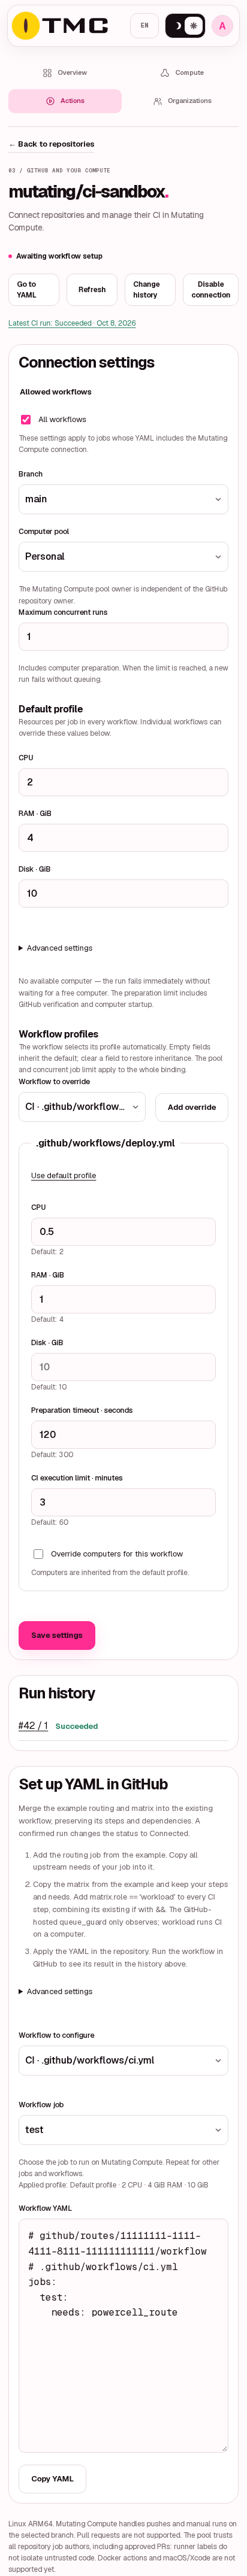 TMC
EN
A
Overview
Compute
Actions
Organizations
← Back to repositories
03 / GITHUB AND YOUR COMPUTE
mutating/ci-sandbox.
Connect repositories and manage their CI in Mutating
Compute.
Awaiting workflow setup
Go to
YAML
Refresh
Change
history
Disable
connection
Latest CI run: Succeeded · Oct 8, 2026
Connection settings
Allowed workflows
All workflows
These settings apply to jobs whose YAML includes the Mutating
Compute connection.
Branch
main
Computer pool
Personal
The Mutating Compute pool owner is independent of the GitHub
repository owner.
Maximum concurrent runs
1
Includes computer preparation. When the limit is reached, a new
run fails without queuing.
Default profile
Resources per job in every workflow. Individual workflows can
override these values below.
CPU
2
RAM · GiB
4
Disk · GiB
10
Advanced settings
No available computer — the run fails immediately without
waiting for a free computer. The preparation limit includes
GitHub verification and computer startup.
Workflow profiles
The workflow selects its profile automatically. Empty fields
inherit the default; clear a field to restore inheritance. The pool
and concurrent job limit apply to the whole binding.
Workflow to override
CI · .github/workflow...
Add override
.github/workflows/deploy.yml
Use default profile
CPU
0.5
Default: 2
RAM · GiB
1
Default: 4
Disk · GiB
10
Default: 10
Preparation timeout · seconds
120
Default: 300
CI execution limit · minutes
3
Default: 60
Override computers for this workflow
Computers are inherited from the default profile.
Save settings
Run history
#42 / 1 Succeeded
Set up YAML in GitHub
Merge the example routing and matrix into the existing
workflow, preserving its steps and dependencies. A
confirmed run changes the status to Connected.
1. Add the routing job from the example. Copy all
upstream needs of your job into it.
2. Copy the matrix from the example and keep your steps
and needs. Add matrix.role == 'workload' to every CI
step, combining its existing if with &&. The GitHub-
hosted queue_guard only observes; workload runs CI
on a computer.
3. Apply the YAML in the repository. Run the workflow in
GitHub to see its result in the history above.
Advanced settings
Workflow to configure
CI · .github/workflows/ci.yml
Workflow job
test
Choose the job to run on Mutating Compute. Repeat for other
jobs and workflows.
Applied profile: Default profile · 2 CPU · 4 GiB RAM · 10 GiB
Workflow YAML
# github/routes/11111111-1111-
4111-8111-111111111111/workflow
# .github/workflows/ci.yml
jobs:
test:
needs: powercell_route
Copy YAML
Linux ARM64. Mutating Compute handles pushes and manual runs on
the selected branch. Pull requests are not supported. The pool trusts
all repository job authors, including approved PRs: runner labels do
not isolate untrusted code. Docker actions and macOS/Xcode are not
supported yet.